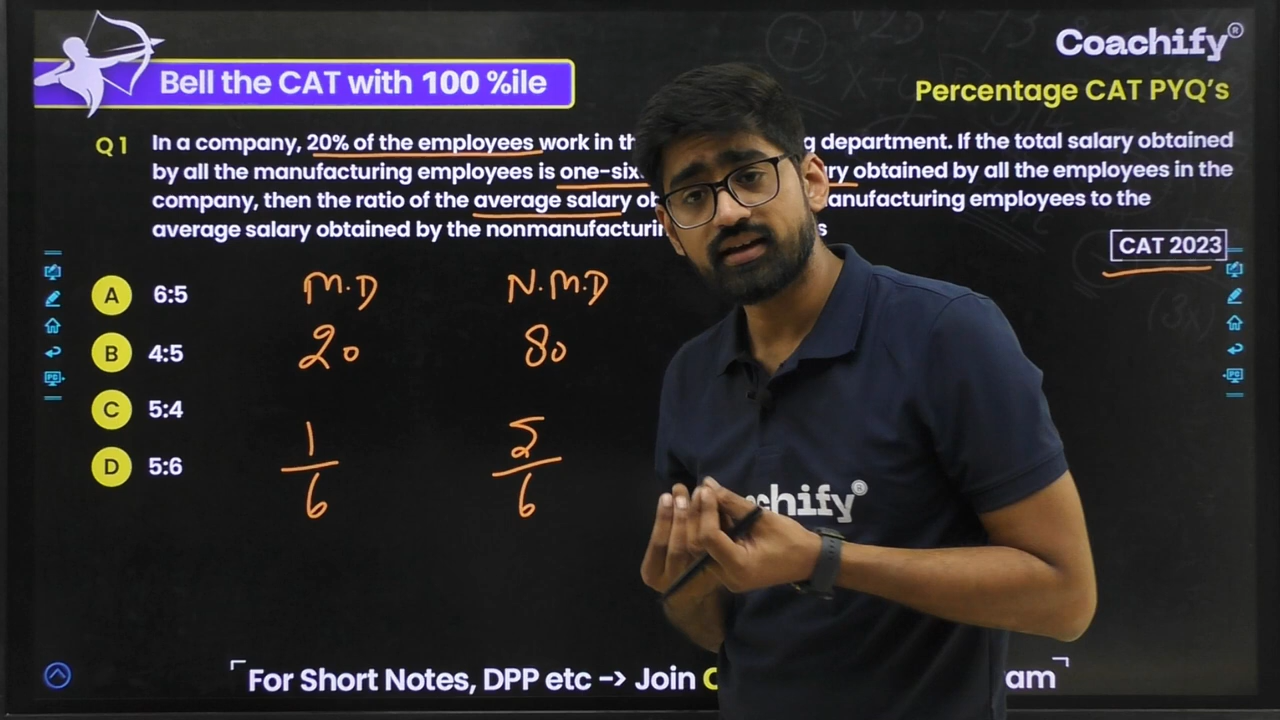 Coachify®
Bell the CAT with 100 %ile
Percentage CAT PYQ's
Q1 In a company, 20% of the employees work in th g department. If the total salary obtained
by all the manufacturing employees is one-six ry obtained by all the employees in the
company, then the ratio of the average salary ob anufacturing employees to the
average salary obtained by the nonmanufacturin s
CAT 2023
A 6:5
B 4:5
C 5:4
D 5:6
M.D N.M.D
20 80
1/6 5/6
chify®
For Short Notes, DPP etc -> Join C am